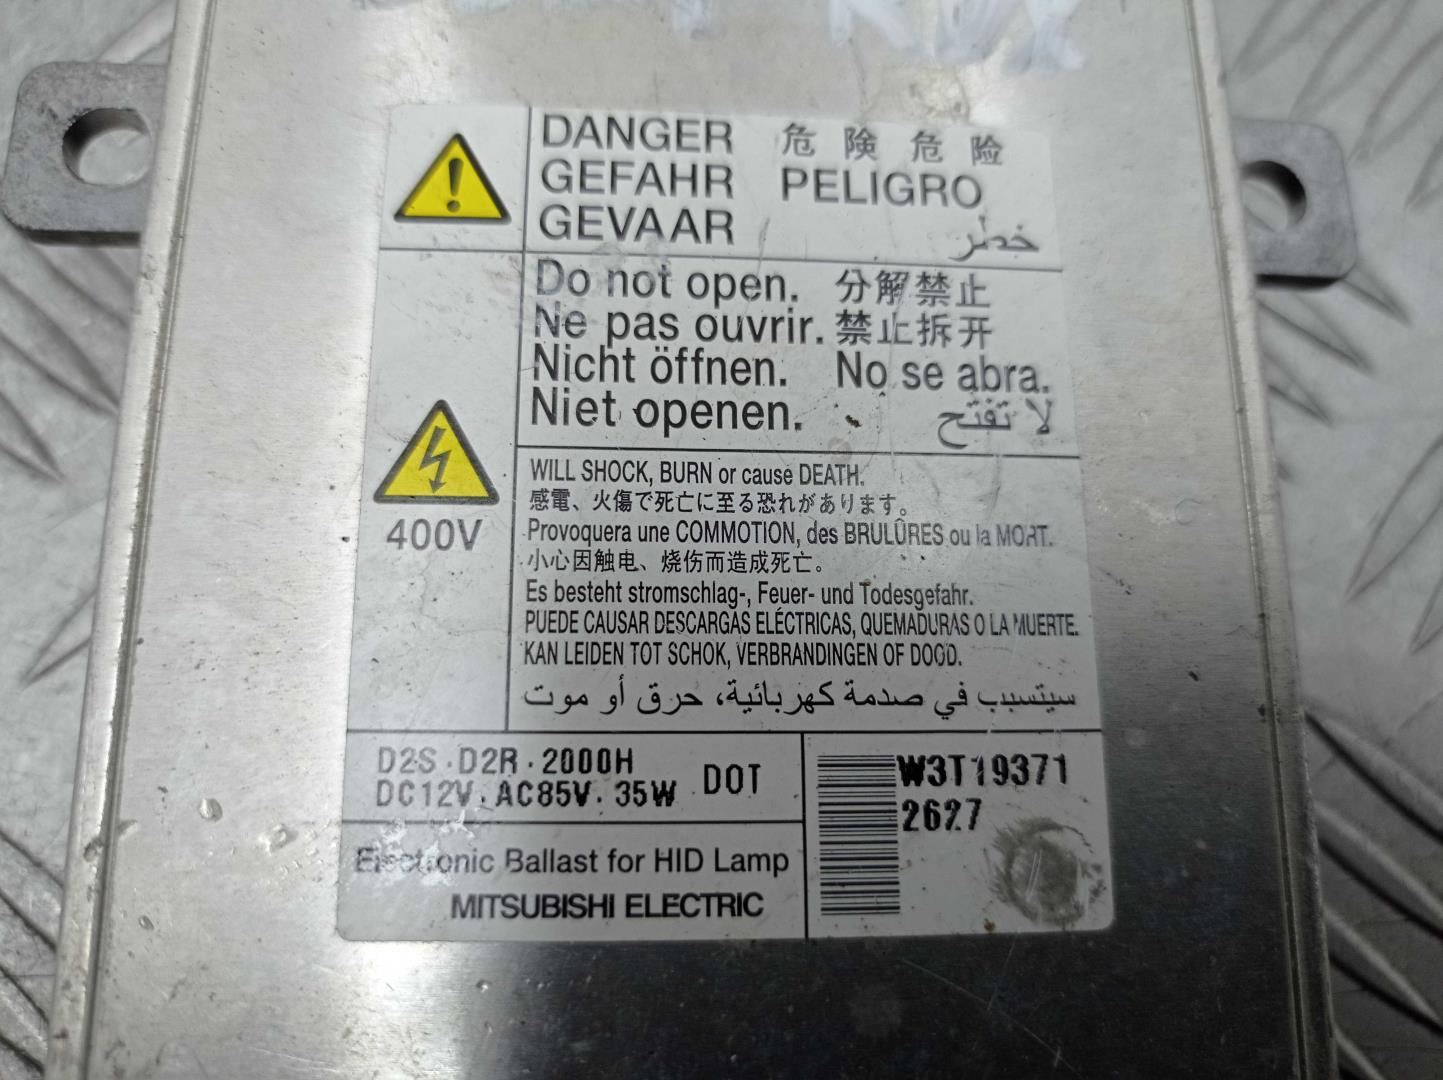 DANGER 危険 危险
GEFAHR PELIGRO
GEVAAR خطر
Do not open. 分解禁止
Ne pas ouvrir. 禁止拆开
Nicht öffnen. No se abra.
Niet openen. لا تفتح
400V
WILL SHOCK, BURN or cause DEATH.
感電、火傷で死亡に至る恐れがあります。
Provoquera une COMMOTION, des BRULÛRES ou la MORT.
小心因触电、烧伤而造成死亡。
Es besteht stromschlag-, Feuer- und Todesgefahr.
PUEDE CAUSAR DESCARGAS ELÉCTRICAS, QUEMADURAS O LA MUERTE.
KAN LEIDEN TOT SCHOK, VERBRANDINGEN OF DOOD.
سيتسبب في صدمة كهربائية، حرق أو موت
D2S · D2R · 2000H
DC12V · AC85V · 35W DOT
W3T19371
2627
Electronic Ballast for HID Lamp
MITSUBISHI ELECTRIC